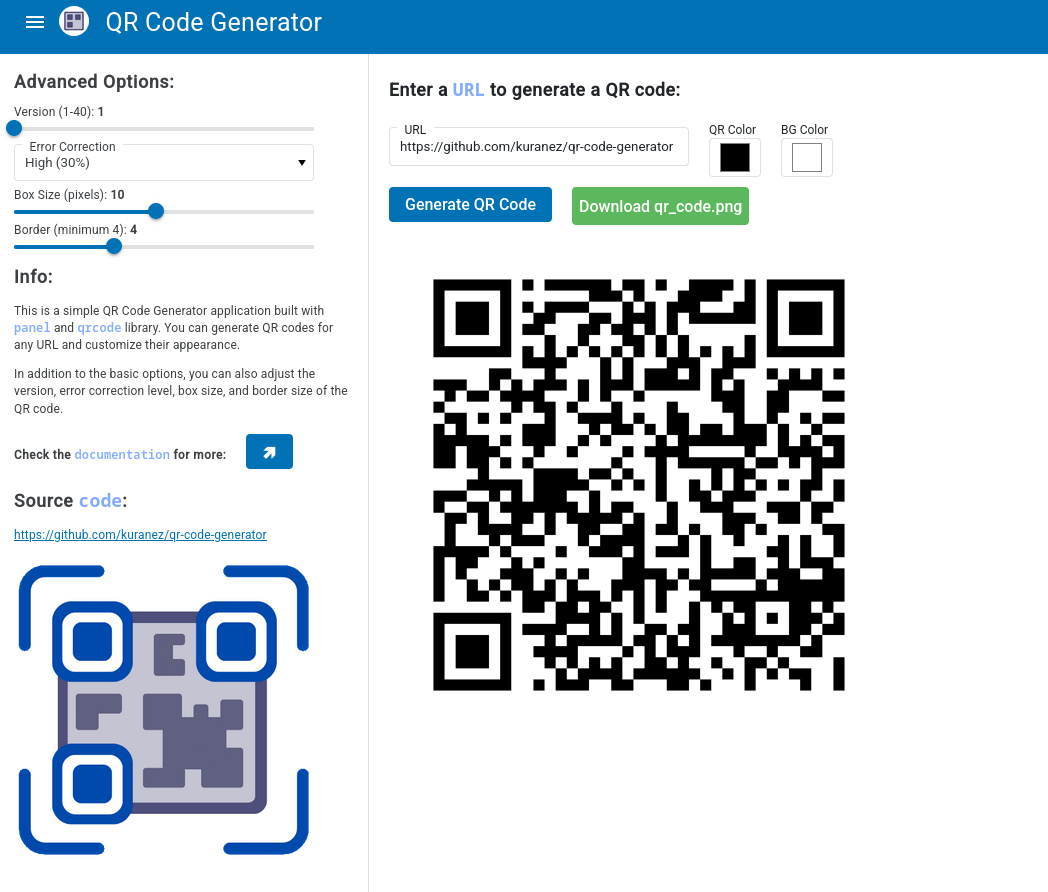 QR Code Generator
Advanced Options:
Version (1-40): 1
Error Correction
High (30%)
Box Size (pixels): 10
Border (minimum 4): 4
Info:
This is a simple QR Code Generator application built with
panel and qrcode library. You can generate QR codes for
any URL and customize their appearance.
In addition to the basic options, you can also adjust the
version, error correction level, box size, and border size of the
QR code.
Check the documentation for more:
Source code:
https://github.com/kuranez/qr-code-generator
Enter a URL to generate a QR code:
URL
https://github.com/kuranez/qr-code-generator
QR Color
BG Color
Generate QR Code
Download qr_code.png